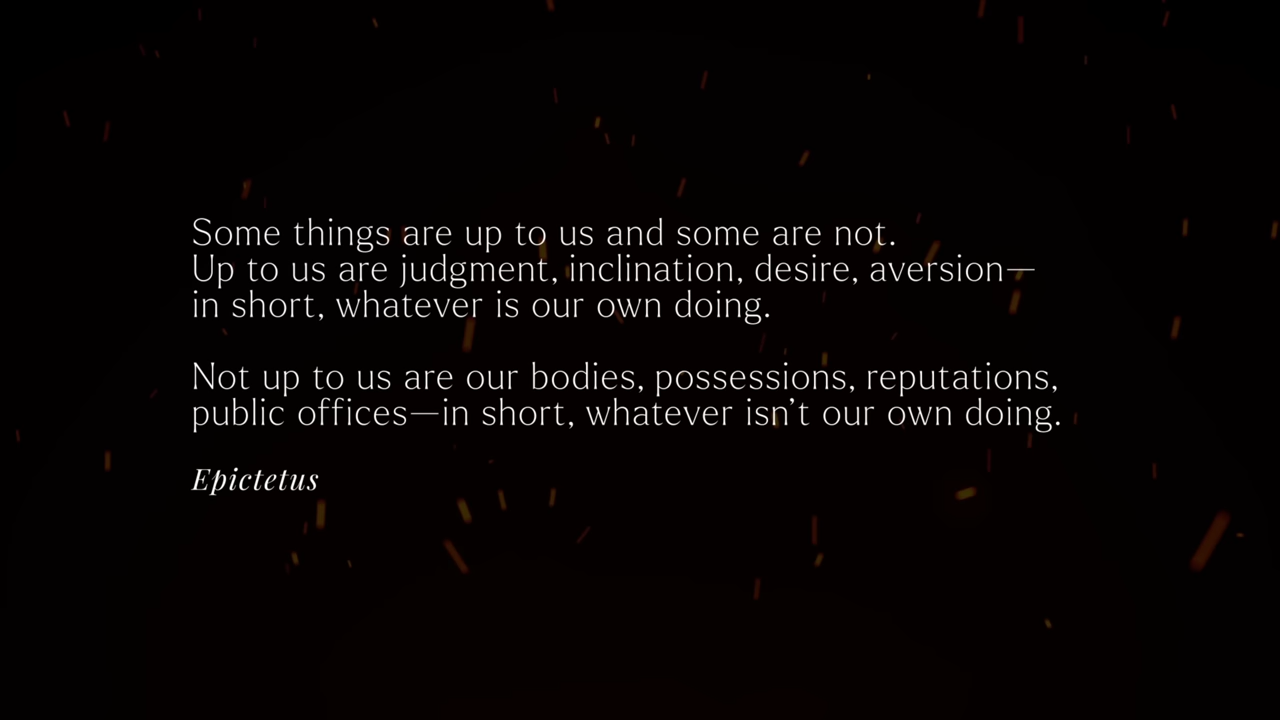 Some things are up to us and some are not.
Up to us are judgment, inclination, desire, aversion—
in short, whatever is our own doing.
Not up to us are our bodies, possessions, reputations,
public offices—in short, whatever isn’t our own doing.
Epictetus